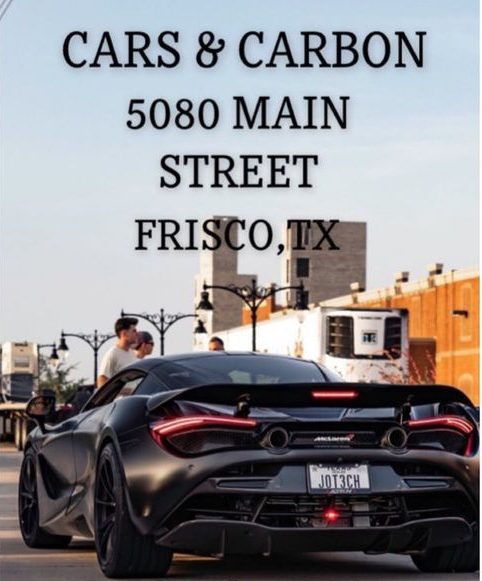 CARS & CARBON
5080 MAIN
STREET
FRISCO,TX
McLaren
TEXAS
JOT3CH